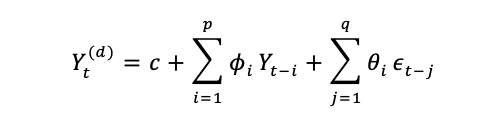 Y_t^{(d)} = c + \sum_{i=1}^{p} \phi_i Y_{t-i} + \sum_{j=1}^{q} \theta_i \epsilon_{t-j}